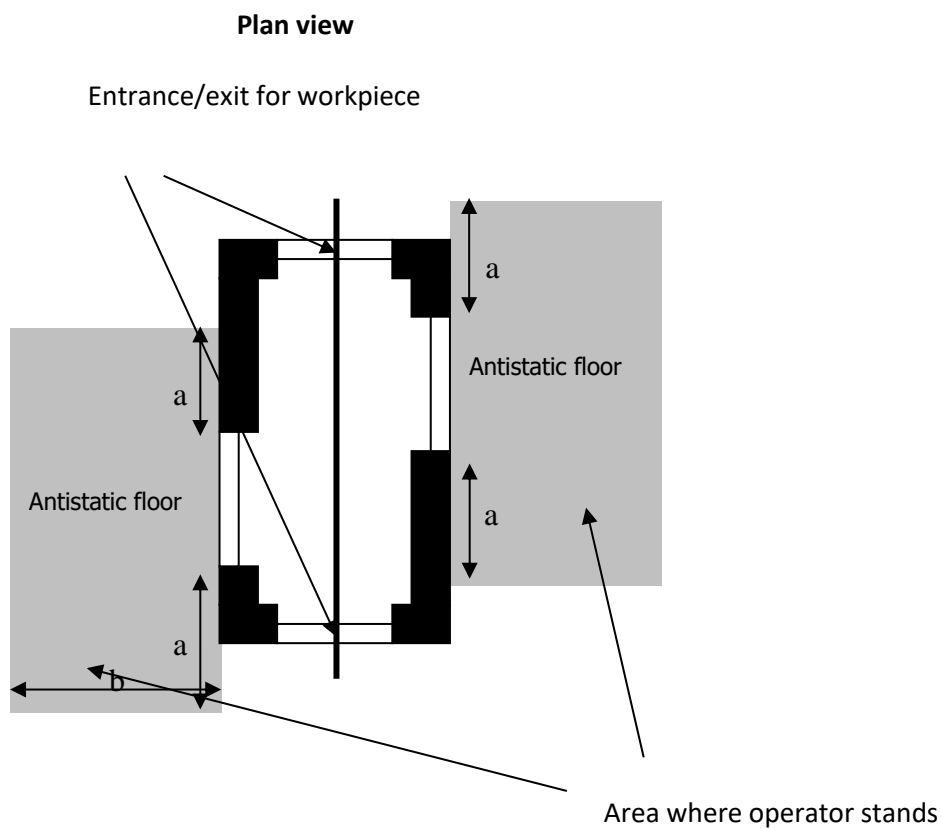 Plan view
Entrance/exit for workpiece
a
a
Antistatic floor
a
Antistatic floor
a
a
b
Area where operator stands